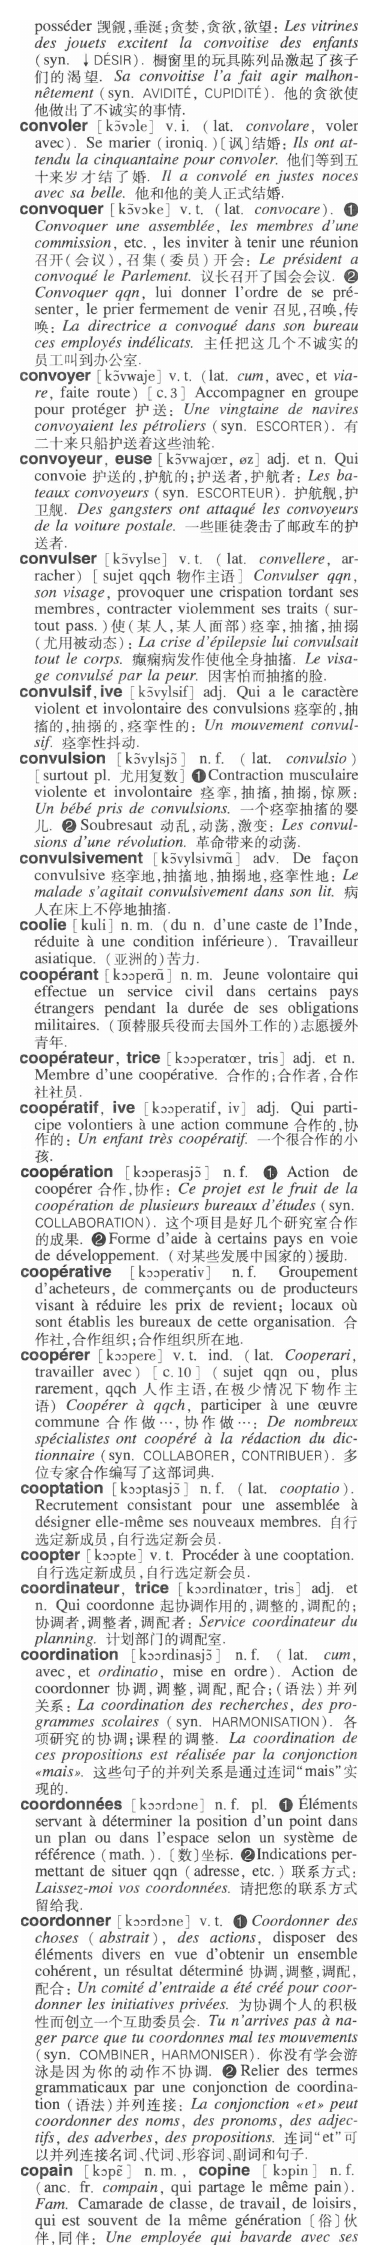 posséder 觊觎,垂涎;贪婪,贪欲,欲望: Les vitrines
des jouets excitent la convoitise des enfants
(syn. ↓DÉSIR). 橱窗里的玩具陈列品激起了孩子
们的渴望. Sa convoitise l'a fait agir malhon-
nêtement (syn. AVIDITÉ, CUPIDITÉ). 他的贪欲使
他做出了不诚实的事情.
convoler [kɔ̃vɔle] v.i. (lat. convolare, voler
avec). Se marier (ironiq.)〔讽〕结婚: Ils ont at-
tendu la cinquantaine pour convoler. 他们等到五
十来岁才结了婚. Il a convolé en justes noces
avec sa belle. 他和他的美人正式结婚.
convoquer [kɔ̃vɔke] v.t. (lat. convocare). ❶
Convoquer une assemblée, les membres d'une
commission, etc., les inviter à tenir une réunion
召开(会议),召集(委员)开会: Le président a
convoqué le Parlement. 议长召开了国会会议. ❷
Convoquer qqn, lui donner l'ordre de se pré-
senter, le prier fermement de venir 召见,召唤,传
唤: La directrice a convoqué dans son bureau
ces employés indélicats. 主任把这几个不诚实的
员工叫到办公室.
convoyer [kɔ̃vwaje] v.t. (lat. cum, avec, et via-
re, faite route) [c.3] Accompagner en groupe
pour protéger 护送: Une vingtaine de navires
convoyaient les pétroliers (syn. ESCORTER). 有
二十来只船护送着这些油轮.
convoyeur, euse [kɔ̃vwajœr, øz] adj. et n. Qui
convoie 护送的,护航的;护送者,护航者: Les ba-
teaux convoyeurs (syn. ESCORTEUR). 护航舰,护
卫舰. Des gangsters ont attaqué les convoyeurs
de la voiture postale. 一些匪徒袭击了邮政车的护
送者.
convulser [kɔ̃vylse] v.t. (lat. convellere, ar-
racher) [sujet qqch 物作主语] Convulser qqn,
son visage, provoquer une crispation tordant ses
membres, contracter violemment ses traits (sur-
tout pass.)使(某人,某人面部)痉挛,抽搐,抽搦
(尤用被动态): La crise d'épilepsie lui convulsait
tout le corps. 癫痫病发作使他全身抽搐. Le visa-
ge convulsé par la peur. 因害怕而抽搐的脸.
convulsif, ive [kɔ̃vylsif] adj. Qui a le caractère
violent et involontaire des convulsions 痉挛的,抽
搐的,抽搦的,痉挛性的: Un mouvement convul-
sif. 痉挛性抖动.
convulsion [kɔ̃vylsjɔ̃] n.f. (lat. convulsio)
[surtout pl. 尤用复数] ❶Contraction musculaire
violente et involontaire 痉挛,抽搐,抽搦,惊厥:
Un bébé pris de convulsions. 一个痉挛抽搐的婴
儿. ❷ Soubresaut 动乱,动荡,激变: Les convul-
sions d'une révolution. 革命带来的动荡.
convulsivement [kɔ̃vylsivmɑ̃] adv. De façon
convulsive 痉挛地,抽搐地,抽搦地,痉挛性地: Le
malade s'agitait convulsivement dans son lit. 病
人在床上不停地抽搐.
coolie [kuli] n.m. (du n. d'une caste de l'Inde,
réduite à une condition inférieure). Travailleur
asiatique. (亚洲的)苦力.
coopérant [kɔɔperɑ̃] n.m. Jeune volontaire qui
effectue un service civil dans certains pays
étrangers pendant la durée de ses obligations
militaires. (顶替服兵役而去国外工作的)志愿援外
青年.
coopérateur, trice [kɔɔperatœr, tris] adj. et n.
Membre d'une coopérative. 合作的;合作者,合作
社社员.
coopératif, ive [kɔɔperatif, iv] adj. Qui parti-
cipe volontiers à une action commune 合作的,协
作的: Un enfant très coopératif. 一个很合作的小
孩.
coopération [kɔɔperasjɔ̃] n.f. ❶ Action de
coopérer 合作,协作: Ce projet est le fruit de la
coopération de plusieurs bureaux d'études (syn.
COLLABORATION). 这个项目是好几个研究室合作
的成果. ❷Forme d'aide à certains pays en voie
de développement. (对某些发展中国家的)援助.
coopérative [kɔɔperativ] n.f. Groupement
d'acheteurs, de commerçants ou de producteurs
visant à réduire les prix de revient; locaux où
sont établis les bureaux de cette organisation. 合
作社,合作组织;合作组织所在地.
coopérer [kɔɔpere] v.t. ind. (lat. Cooperari,
travailler avec) [c.10] (sujet qqn ou, plus
rarement, qqch 人作主语,在极少情况下物作主
语) Coopérer à qqch, participer à une œuvre
commune 合作做…,协作做…: De nombreux
spécialistes ont coopéré à la rédaction du dic-
tionnaire (syn. COLLABORER, CONTRIBUER). 多
位专家合作编写了这部词典.
cooptation [kɔɔptasjɔ̃] n.f. (lat. cooptatio).
Recrutement consistant pour une assemblée à
désigner elle-même ses nouveaux membres. 自行
选定新成员,自行选定新会员.
coopter [kɔɔpte] v.t. Procéder à une cooptation.
自行选定新成员,自行选定新会员.
coordinateur, trice [kɔɔrdinatœr, tris] adj. et
n. Qui coordonne 起协调作用的,调整的,调配的;
协调者,调整者,调配者: Service coordinateur du
planning. 计划部门的调配室.
coordination [kɔɔrdinasjɔ̃] n.f. (lat. cum,
avec, et ordinatio, mise en ordre). Action de
coordonner 协调,调整,调配,配合;(语法)并列
关系: La coordination des recherches, des pro-
grammes scolaires (syn. HARMONISATION). 各
项研究的协调;课程的调整. La coordination de
ces propositions est réalisée par la conjonction
«mais». 这些句子的并列关系是通过连词“mais”实
现的.
coordonnées [kɔɔrdɔne] n.f. pl. ❶ Éléments
servant à déterminer la position d'un point dans
un plan ou dans l'espace selon un système de
référence (math.).〔数〕坐标. ❷Indications per-
mettant de situer qqn (adresse, etc.) 联系方式:
Laissez-moi vos coordonnées. 请把您的联系方式
留给我.
coordonner [kɔɔrdɔne] v.t. ❶ Coordonner des
choses (abstrait), des actions, disposer des
éléments divers en vue d'obtenir un ensemble
cohérent, un résultat déterminé 协调,调整,调配,
配合: Un comité d'entraide a été créé pour coor-
donner les initiatives privées. 为协调个人的积极
性而创立一个互助委员会. Tu n'arrives pas à na-
ger parce que tu coordonnes mal tes mouvements
(syn. COMBINER, HARMONISER). 你没有学会游
泳是因为你的动作不协调. ❷ Relier des termes
grammaticaux par une conjonction de coordina-
tion (语法)并列连接: La conjonction «et» peut
coordonner des noms, des pronoms, des adjec-
tifs, des adverbes, des propositions. 连词“et”可
以并列连接名词、代词、形容词、副词和句子.
copain [kɔpɛ̃] n.m., copine [kɔpin] n.f.
(anc. fr. compain, qui partage le même pain).
Fam. Camarade de classe, de travail, de loisirs,
qui est souvent de la même génération〔俗〕伙
伴,同伴: Une employée qui bavarde avec ses